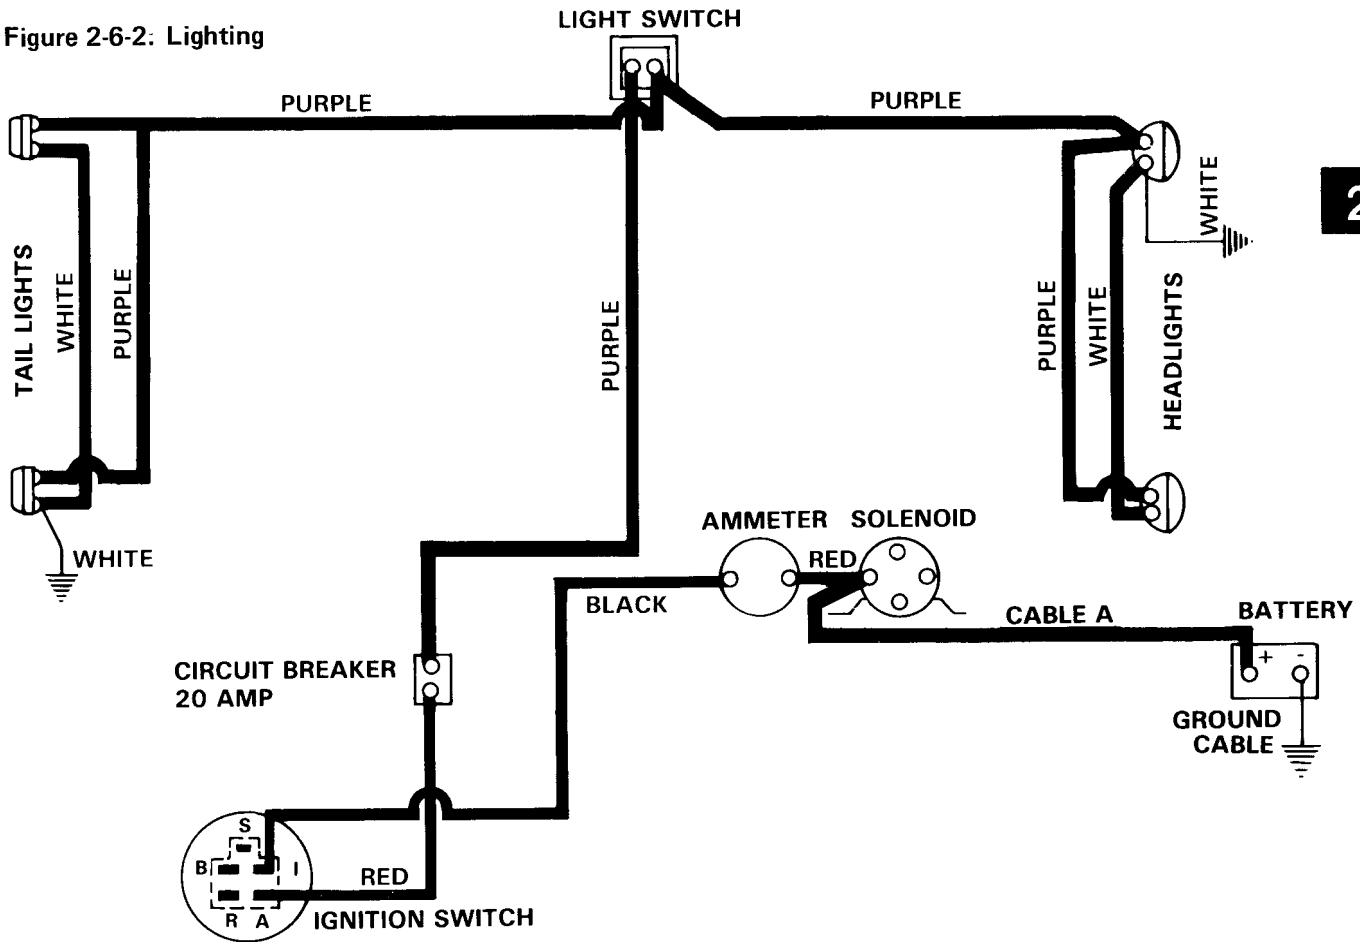 LIGHT SWITCH
Figure 2-6-2: Lighting
PURPLE
PURPLE
WHITE
2
TAIL LIGHTS
WHITE
PURPLE
PURPLE
PURPLE
WHITE
HEADLIGHTS
AMMETER
SOLENOID
RED
WHITE
BLACK
CABLE A
BATTERY
+ -
CIRCUIT BREAKER
20 AMP
GROUND
CABLE
S
B
I
RED
R A
IGNITION SWITCH